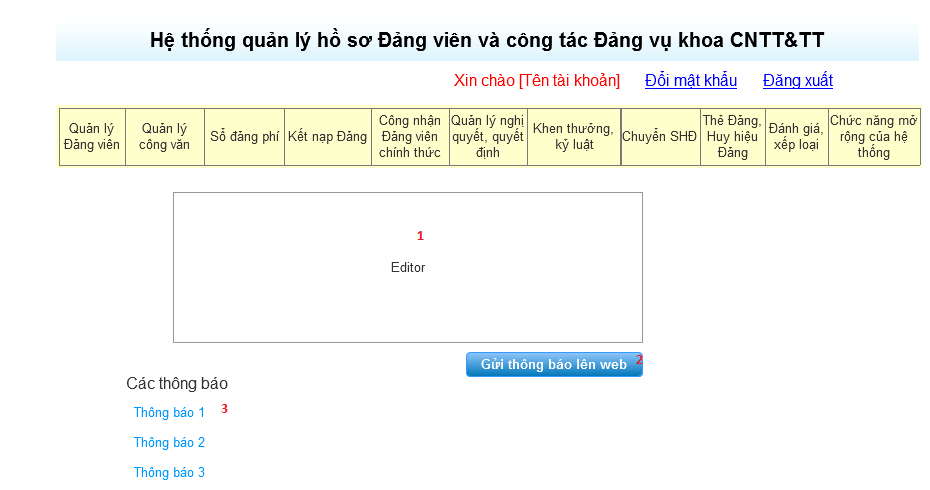 Hệ thống quản lý hồ sơ Đảng viên và công tác Đảng vụ khoa CNTT&TT
Xin chào [Tên tài khoản] Đổi mật khẩu Đăng xuất
Quản lý
Đảng viên
Quản lý
công văn
Sổ đảng phí
Kết nạp Đảng
Công nhận
Đảng viên
chính thức
Quản lý nghị
quyết, quyết
định
Khen thưởng,
kỷ luật
Chuyển SHĐ
Thẻ Đảng,
Huy hiệu
Đảng
Đánh giá,
xếp loại
Chức năng mở
rộng của hệ
thống
1
Editor
Gửi thông báo lên web 2
Các thông báo
Thông báo 1 3
Thông báo 2
Thông báo 3